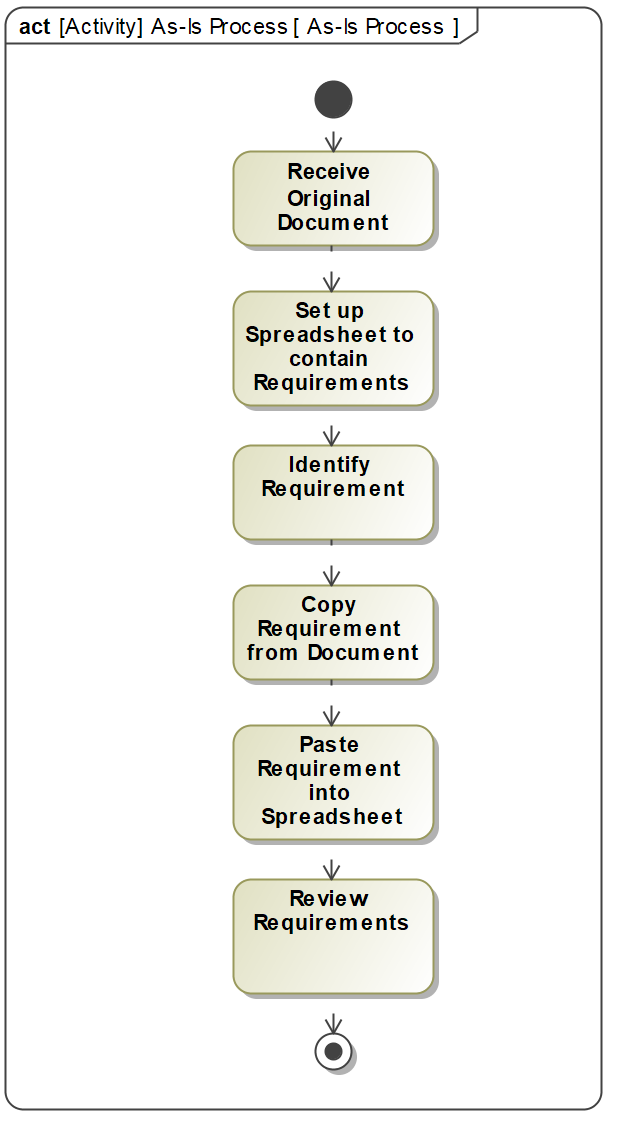 act [Activity] As-Is Process [ As-Is Process ]
Receive
Original
Document
Set up
Spreadsheet to
contain
Requirements
Identify
Requirement
Copy
Requirement
from Document
Paste
Requirement
into
Spreadsheet
Review
Requirements